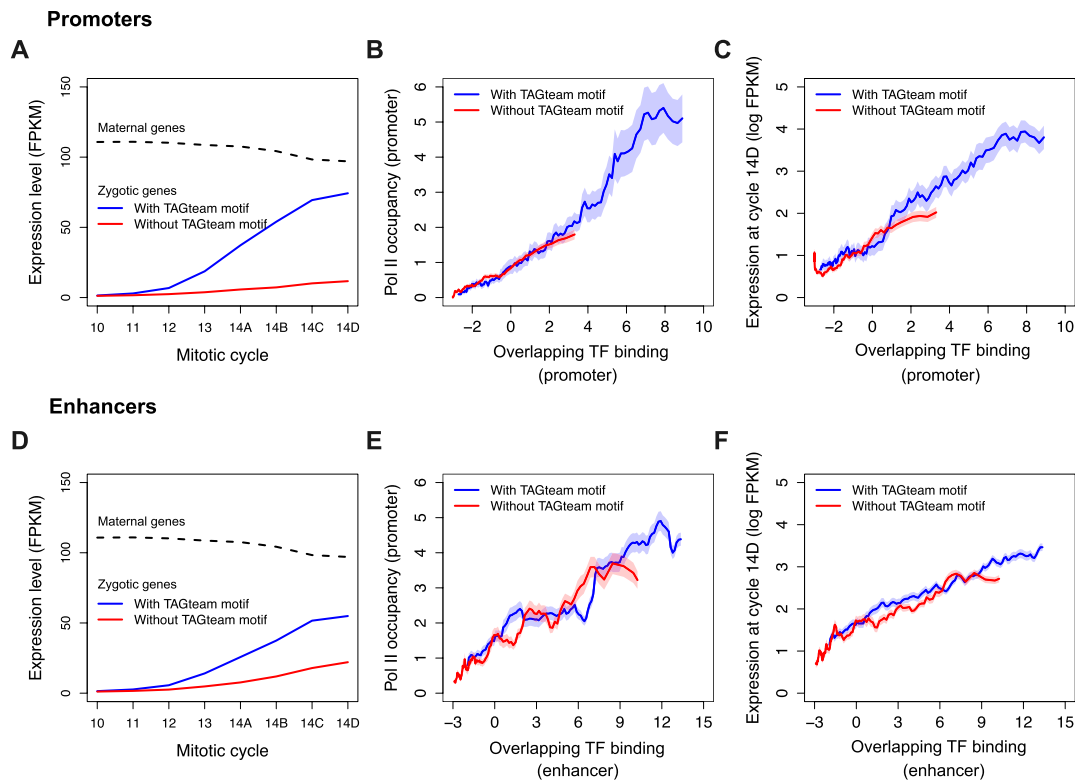 Promoters
A
Expression level (FPKM)
150
100
50
0
Maternal genes
Zygotic genes
With TAGteam motif
Without TAGteam motif
10 11 12 13 14A 14B 14C 14D
Mitotic cycle
B
Pol II occupancy (promoter)
6
5
4
3
2
1
0
With TAGteam motif
Without TAGteam motif
−2 0 2 4 6 8 10
Overlapping TF binding
(promoter)
C
Expression at cycle 14D (log FPKM)
5
4
3
2
1
0
With TAGteam motif
Without TAGteam motif
−2 0 2 4 6 8 10
Overlapping TF binding
(promoter)
Enhancers
D
Expression level (FPKM)
150
100
50
0
Maternal genes
Zygotic genes
With TAGteam motif
Without TAGteam motif
10 11 12 13 14A 14B 14C 14D
Mitotic cycle
E
Pol II occupancy (promoter)
6
5
4
3
2
1
0
With TAGteam motif
Without TAGteam motif
−3 0 3 6 9 12 15
Overlapping TF binding
(enhancer)
F
Expression at cycle 14D (log FPKM)
5
4
3
2
1
0
With TAGteam motif
Without TAGteam motif
−3 0 3 6 9 12 15
Overlapping TF binding
(enhancer)